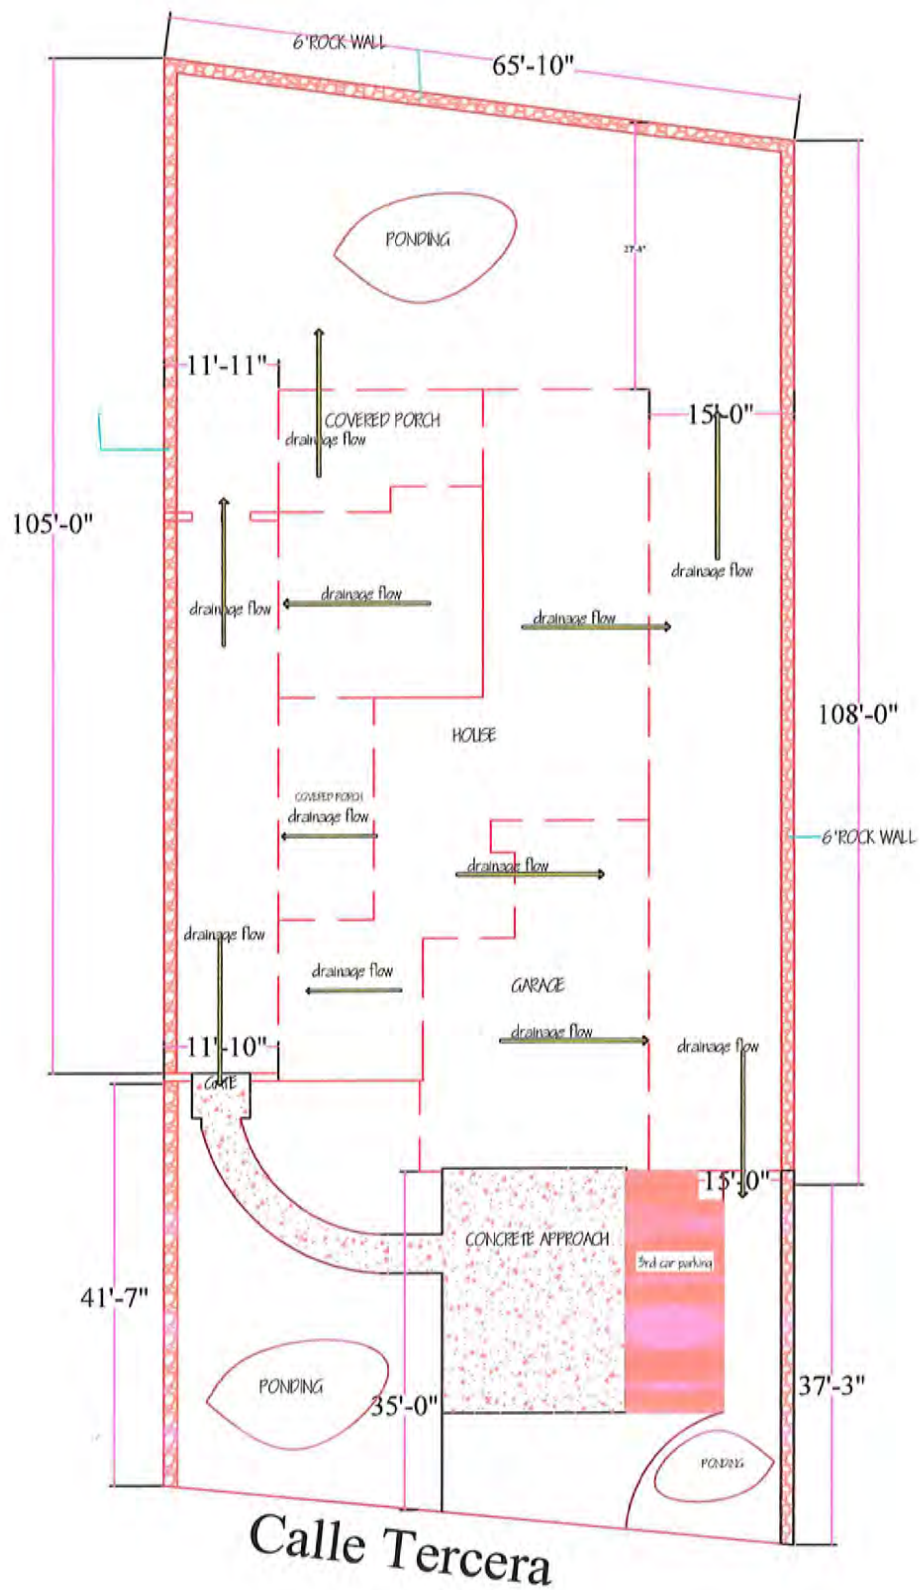 6'ROCK WALL
65'-10"
PONDING
11'-11"
15'-0"
COVERED PORCH
drainage flow
105'-0"
drainage flow
drainage flow
drainage flow
drainage flow
108'-0"
HOUSE
COVERED PORCH
drainage flow
6'ROCK WALL
drainage flow
drainage flow
drainage flow
GARAGE
drainage flow
drainage flow
11'-10"
GATE
15'-0"
CONCRETE APPROACH
3rd car parking
41'-7"
PONDING
35'-0"
37'-3"
PONDING
Calle Tercera